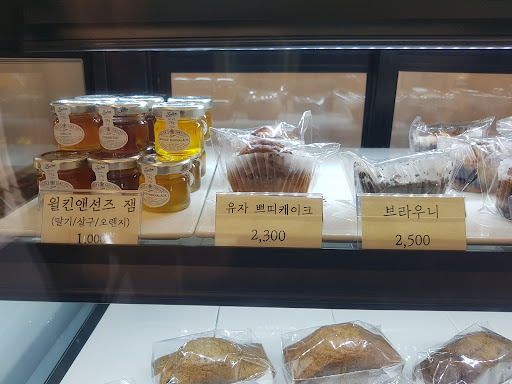 윌킨앤선즈 잼
(딸기/살구/오렌지)
1,000
유자 쁘띠케이크
2,300
브라우니
2,500